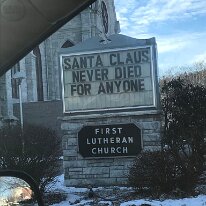 SANTA CLAUS
NEVER DIED
FOR ANYONE
FIRST
LUTHERAN
CHURCH